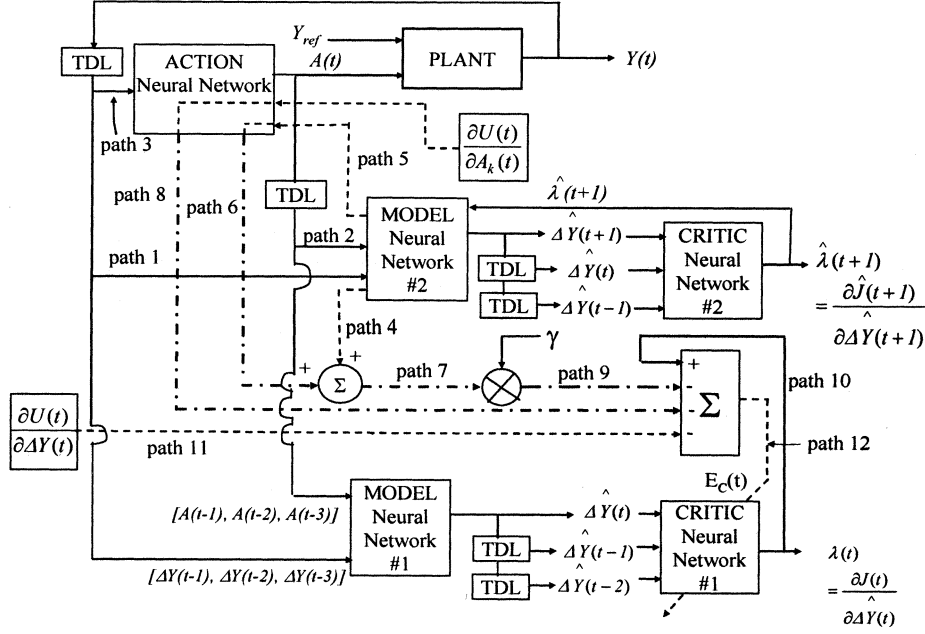 Y_ref
A(t)
PLANT
Y(t)
TDL
ACTION
Neural Network
path 3
path 8
path 6
path 5
∂U(t)
∂A_k(t)
TDL
path 2
path 1
MODEL
Neural
Network
#2
λ̂(t+1)
ΔŶ(t+1)
TDL
ΔŶ(t)
TDL
ΔŶ(t−1)
CRITIC
Neural
Network
#2
λ̂(t+1)
= ∂Ĵ(t+1)
∂ΔŶ(t+1)
path 4
+
+
Σ
path 7
γ
path 9
+
-
-
-
Σ
path 10
path 12
∂U(t)
∂ΔY(t)
path 11
E_C(t)
[A(t-1), A(t-2), A(t-3)]
[ΔY(t-1), ΔY(t-2), ΔY(t-3)]
MODEL
Neural
Network
#1
ΔŶ(t)
TDL
ΔŶ(t−1)
TDL
ΔŶ(t−2)
CRITIC
Neural
Network
#1
λ(t)
= ∂J(t)
∂ΔŶ(t)